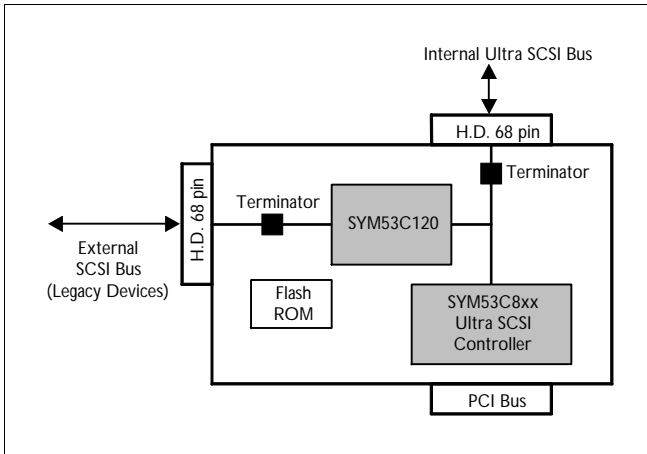 Internal Ultra SCSI Bus
H.D. 68 pin
Terminator
H.D. 68 pin
Terminator
SYM53C120
External
SCSI Bus
(Legacy Devices)
Flash
ROM
SYM53C8xx
Ultra SCSI
Controller
PCI Bus